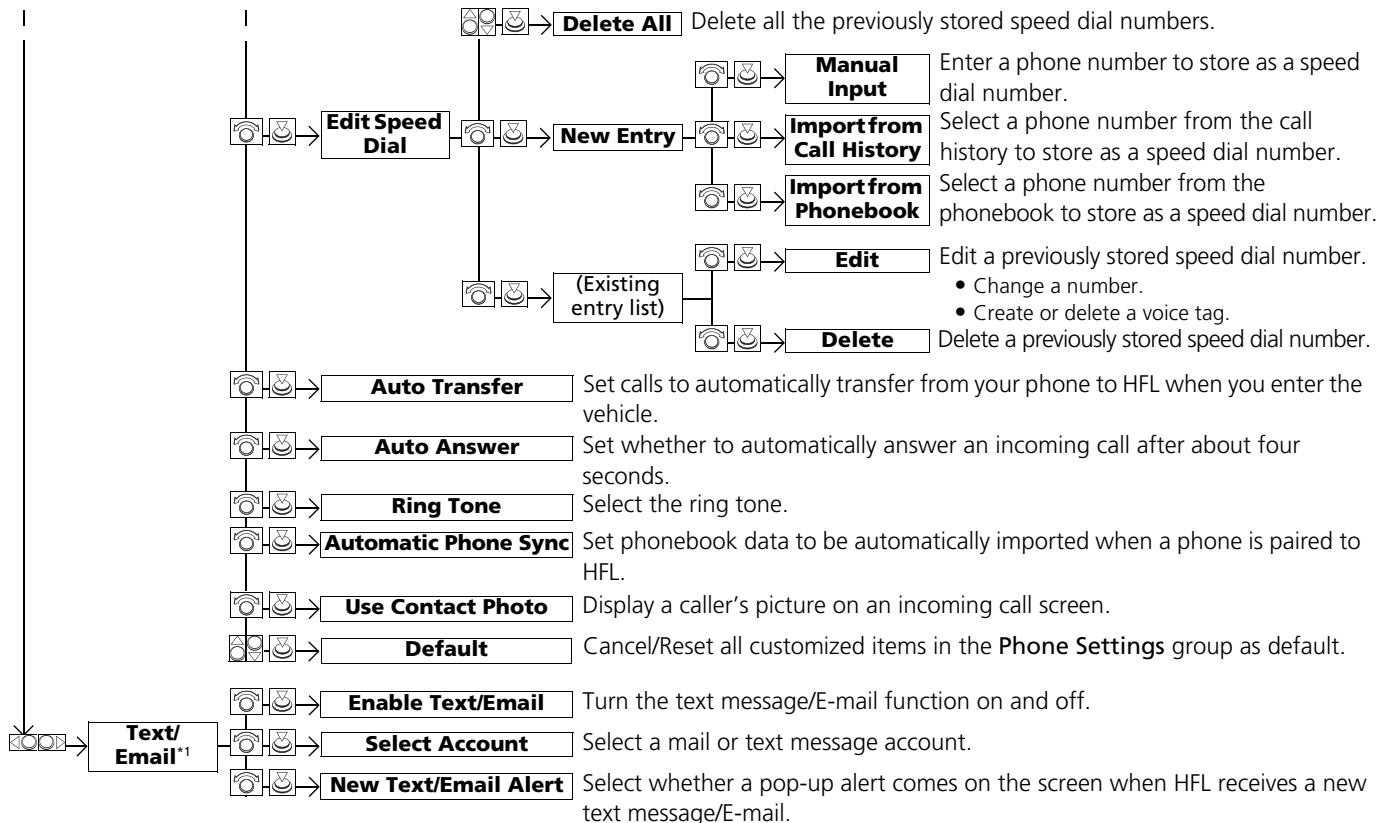 Delete All Delete all the previously stored speed dial numbers.
Edit Speed
Dial
New Entry
Manual
Input
Enter a phone number to store as a speed
dial number.
Import from
Call History
Select a phone number from the call
history to store as a speed dial number.
Import from
Phonebook
Select a phone number from the
phonebook to store as a speed dial number.
(Existing
entry list)
Edit
Edit a previously stored speed dial number.
• Change a number.
• Create or delete a voice tag.
Delete Delete a previously stored speed dial number.
Auto Transfer
Set calls to automatically transfer from your phone to HFL when you enter the
vehicle.
Auto Answer
Set whether to automatically answer an incoming call after about four
seconds.
Ring Tone Select the ring tone.
Automatic Phone Sync
Set phonebook data to be automatically imported when a phone is paired to
HFL.
Use Contact Photo Display a caller's picture on an incoming call screen.
Default Cancel/Reset all customized items in the Phone Settings group as default.
Text/
Email*1
Enable Text/Email Turn the text message/E-mail function on and off.
Select Account Select a mail or text message account.
New Text/Email Alert
Select whether a pop-up alert comes on the screen when HFL receives a new
text message/E-mail.